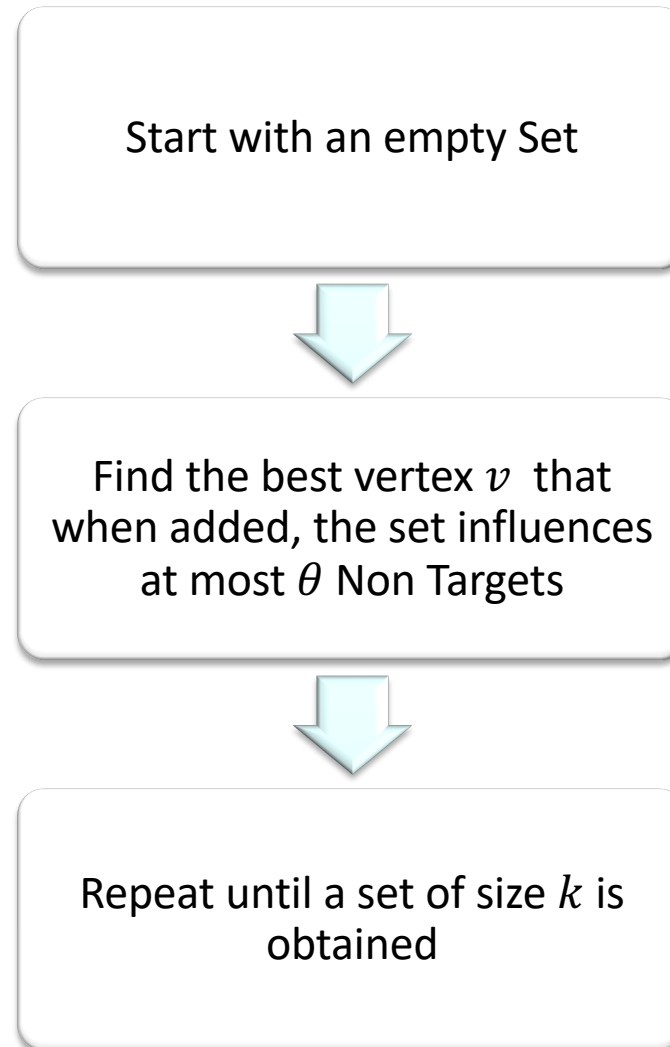 Start with an empty Set
Find the best vertex 𝑣 that
when added, the set influences
at most 𝜃 Non Targets
Repeat until a set of size 𝑘 is
obtained